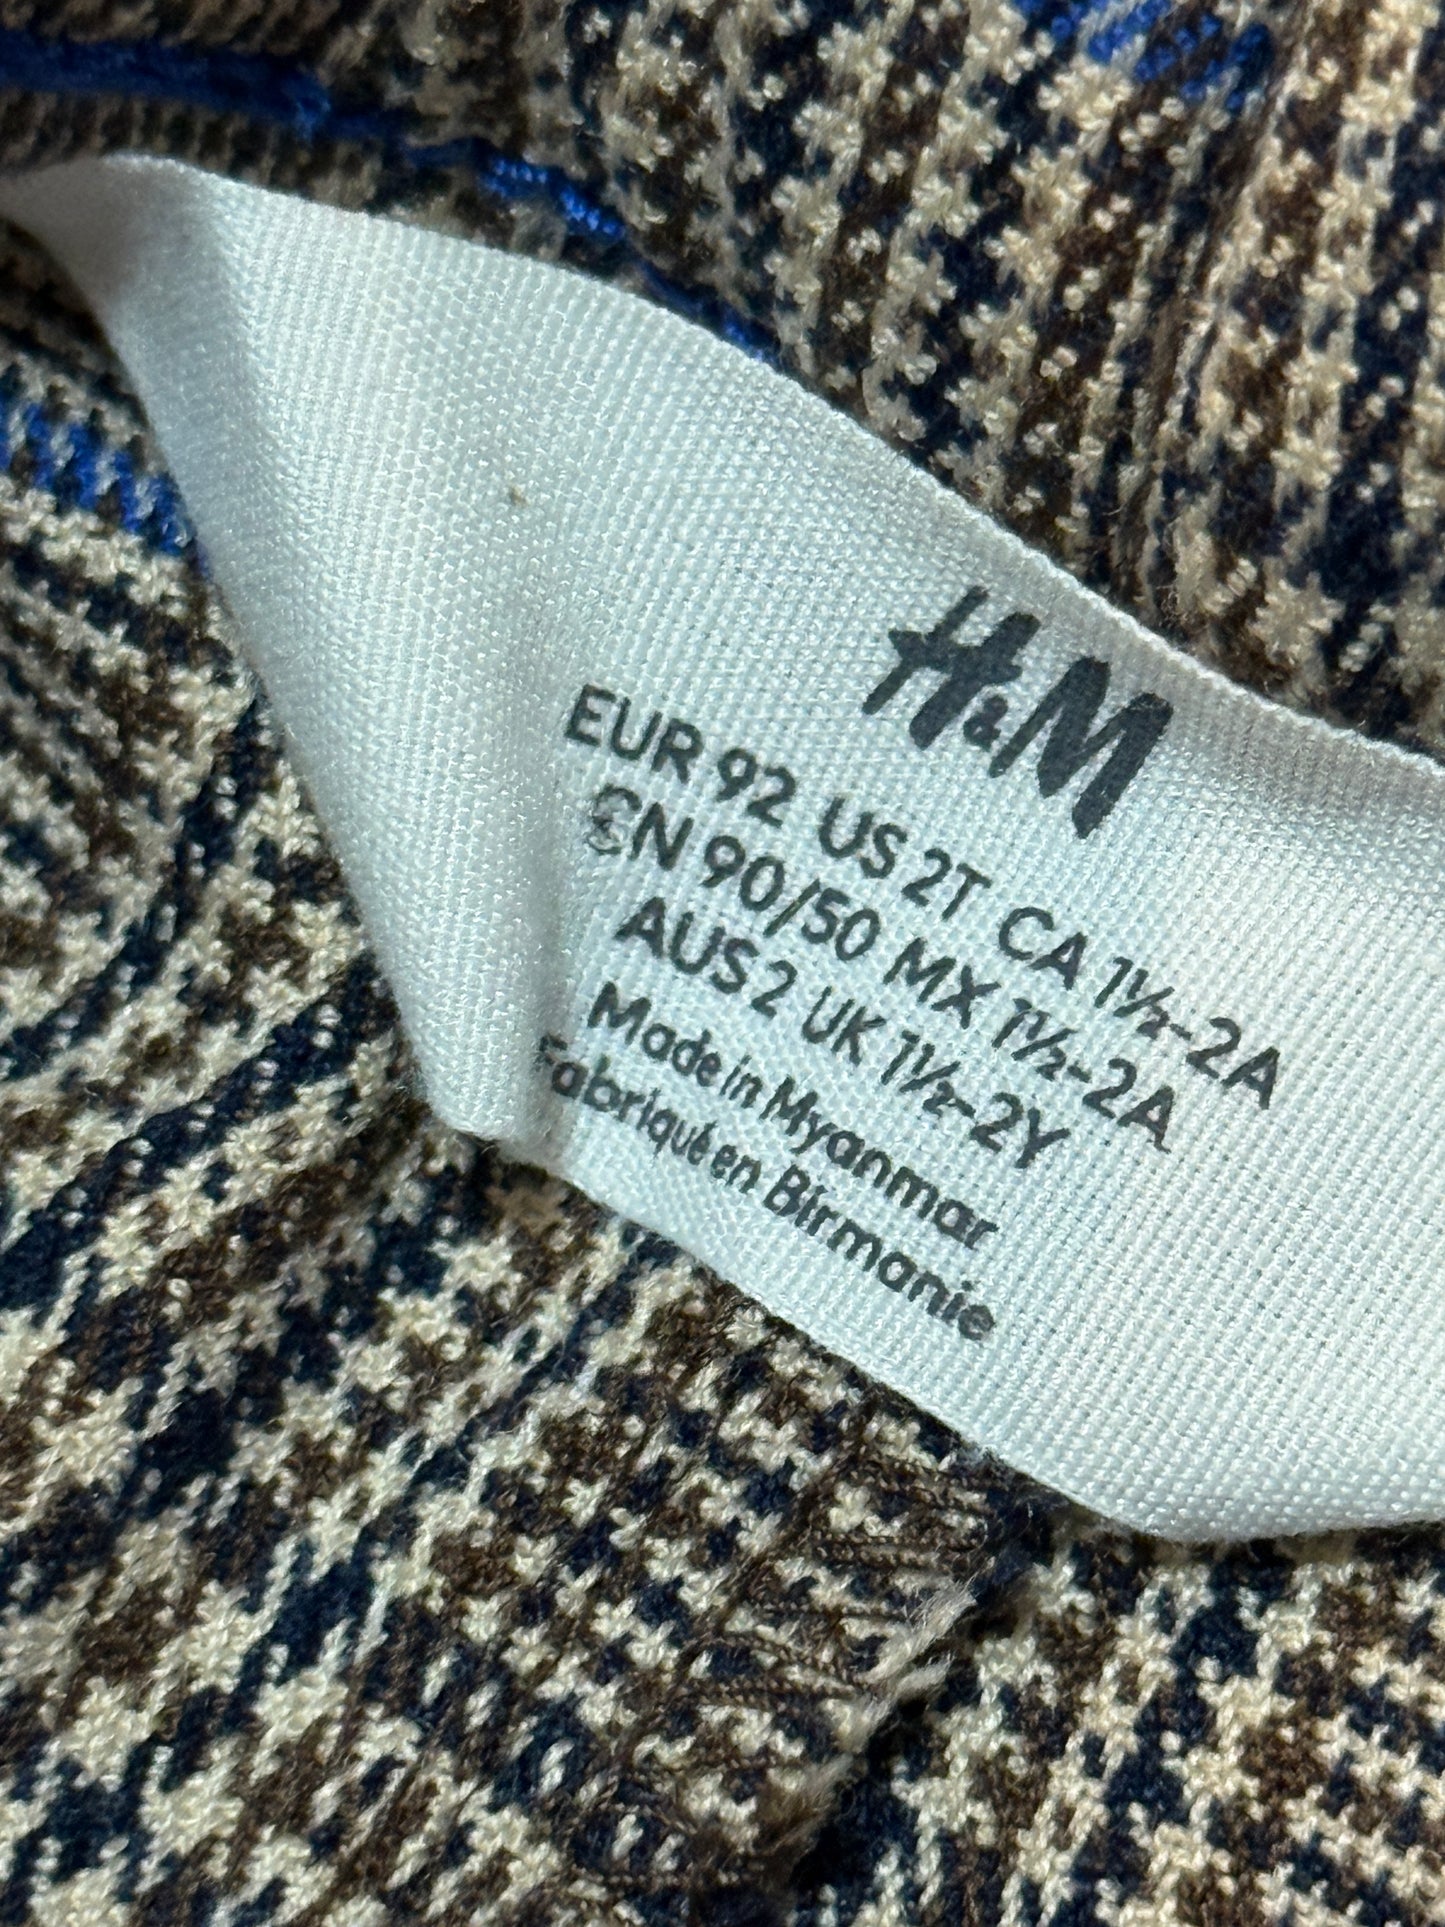 H&M
EUR 92 US 2T CA 1½-2A
CN 90/50 MX 1½-2A
AUS 2 UK 1½-2Y
Made in Myanmar
Fabriqué en Birmanie